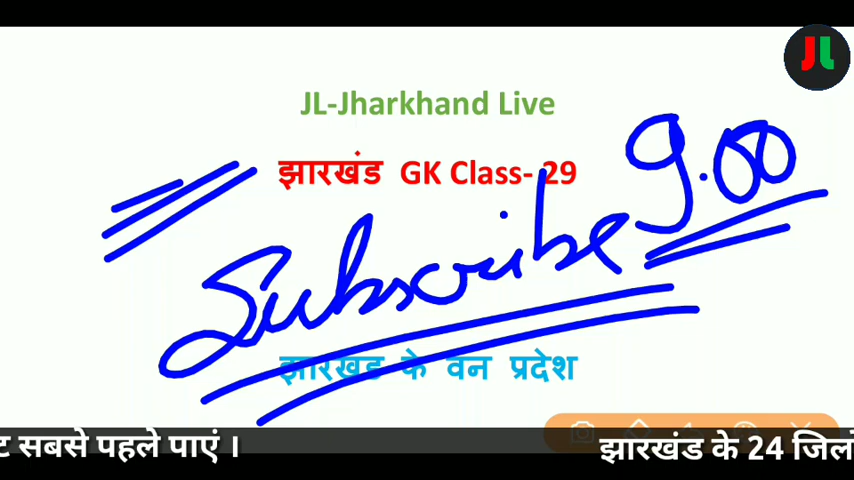 JL
JL-Jharkhand Live
झारखंड GK Class- 29
9.00
Subscribe
झारखंड के वन प्रदेश
ट सबसे पहले पाएं । झारखंड के 24 जिलो